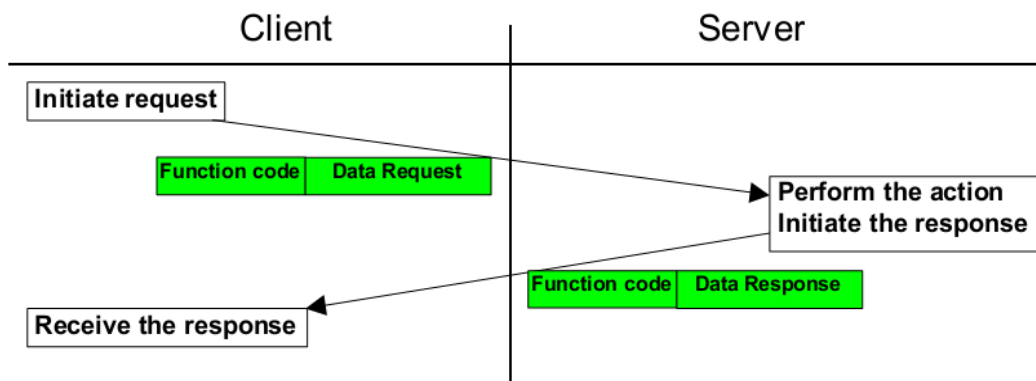 Client
Server
Initiate request
Function code
Data Request
Perform the action
Initiate the response
Function code
Data Response
Receive the response